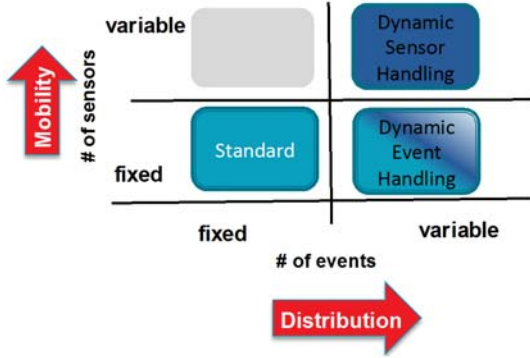 variable
Dynamic
Sensor
Handling
Mobility
# of sensors
Standard
Dynamic
Event
Handling
fixed
fixed
variable
# of events
Distribution